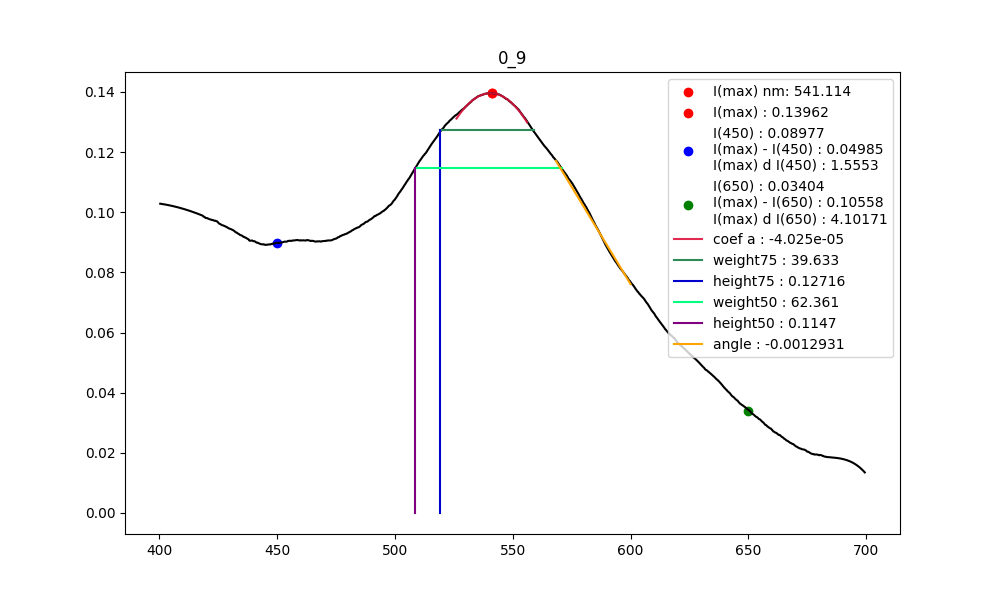 0_9
I(max) nm: 541.114
I(max) : 0.13962
I(450) : 0.08977
I(max) - I(450) : 0.04985
I(max) d I(450) : 1.5553
I(650) : 0.03404
I(max) - I(650) : 0.10558
I(max) d I(650) : 4.10171
coef a : -4.025e-05
weight75 : 39.633
height75 : 0.12716
weight50 : 62.361
height50 : 0.1147
angle : -0.0012931
0.14
0.12
0.10
0.08
0.06
0.04
0.02
0.00
400 450 500 550 600 650 700